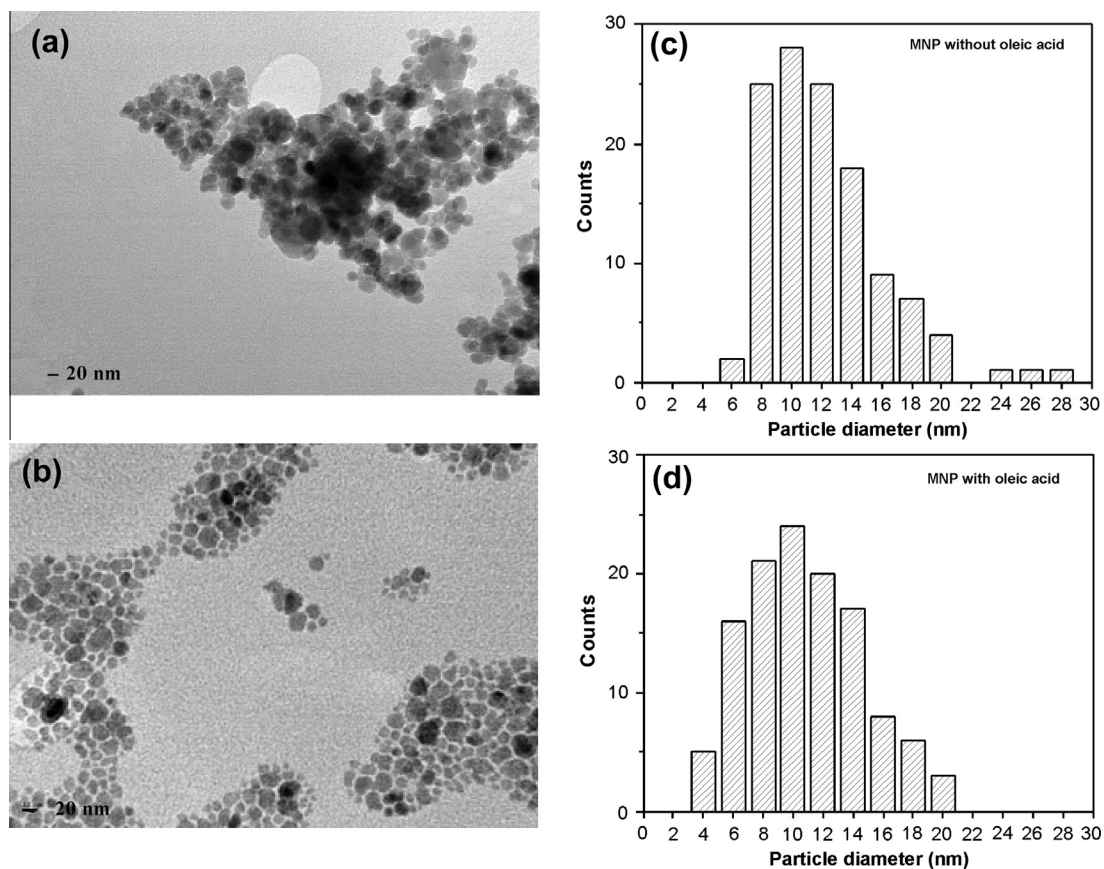 (a)
– 20 nm
(b)
20 nm
(c)
MNP without oleic acid
Counts
30
20
10
0
0 2 4 6 8 10 12 14 16 18 20 22 24 26 28 30
Particle diameter (nm)
(d)
MNP with oleic acid
Counts
30
20
10
0
0 2 4 6 8 10 12 14 16 18 20 22 24 26 28 30
Particle diameter (nm)